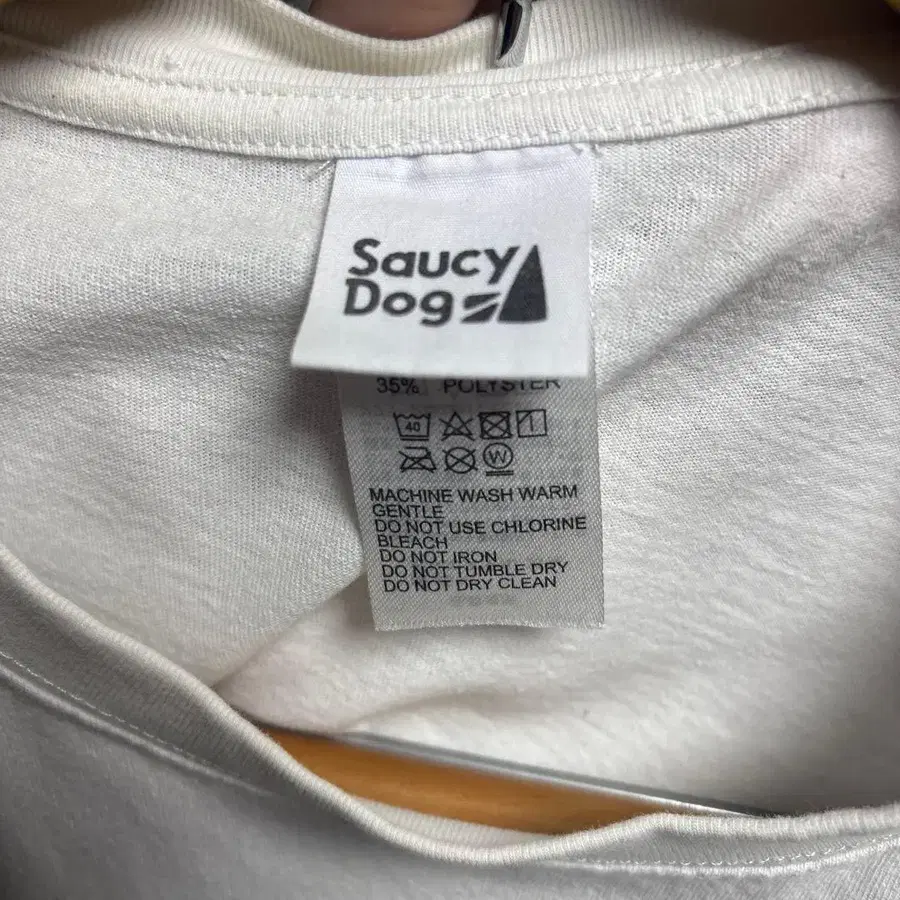 Saucy
Dog
35% POLYSTER
40
W
MACHINE WASH WARM
GENTLE
DO NOT USE CHLORINE
BLEACH
DO NOT IRON
DO NOT TUMBLE DRY
DO NOT DRY CLEAN